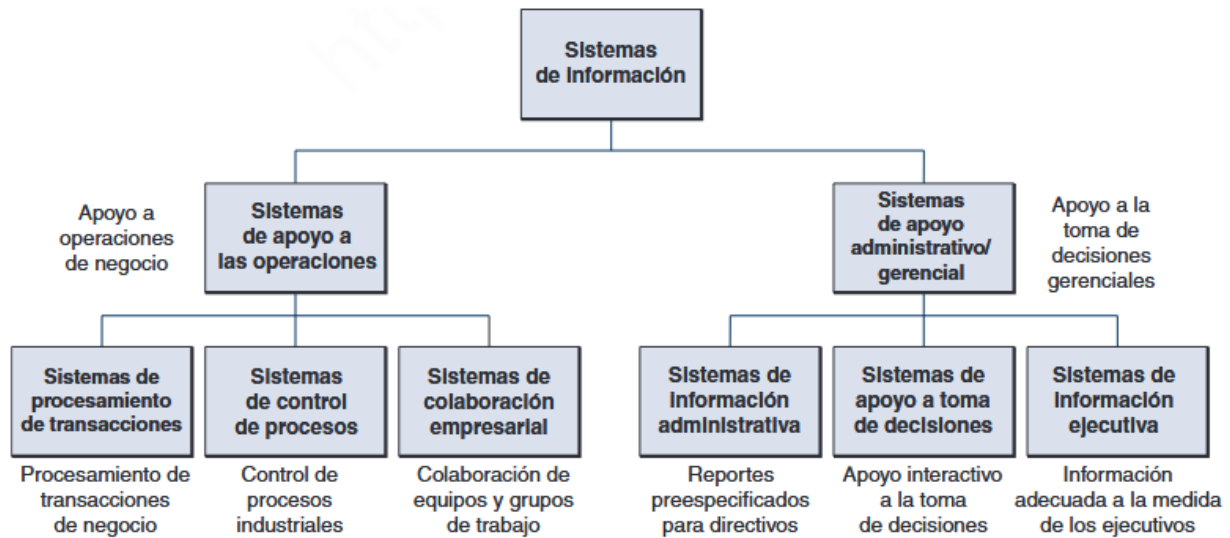 Sistemas
de información
Apoyo a
operaciones
de negocio
Sistemas
de apoyo a
las operaciones
Sistemas
de apoyo
administrativo/
gerencial
Apoyo a la
toma de
decisiones
gerenciales
Sistemas de
procesamiento
de transacciones
Sistemas
de control
de procesos
Sistemas de
colaboración
empresarial
Sistemas de
información
administrativa
Sistemas de
apoyo a toma
de decisiones
Sistemas de
información
ejecutiva
Procesamiento de
transacciones
de negocio
Control de
procesos
industriales
Colaboración de
equipos y grupos
de trabajo
Reportes
preespecificados
para directivos
Apoyo interactivo
a la toma
de decisiones
Información
adecuada a la medida
de los ejecutivos